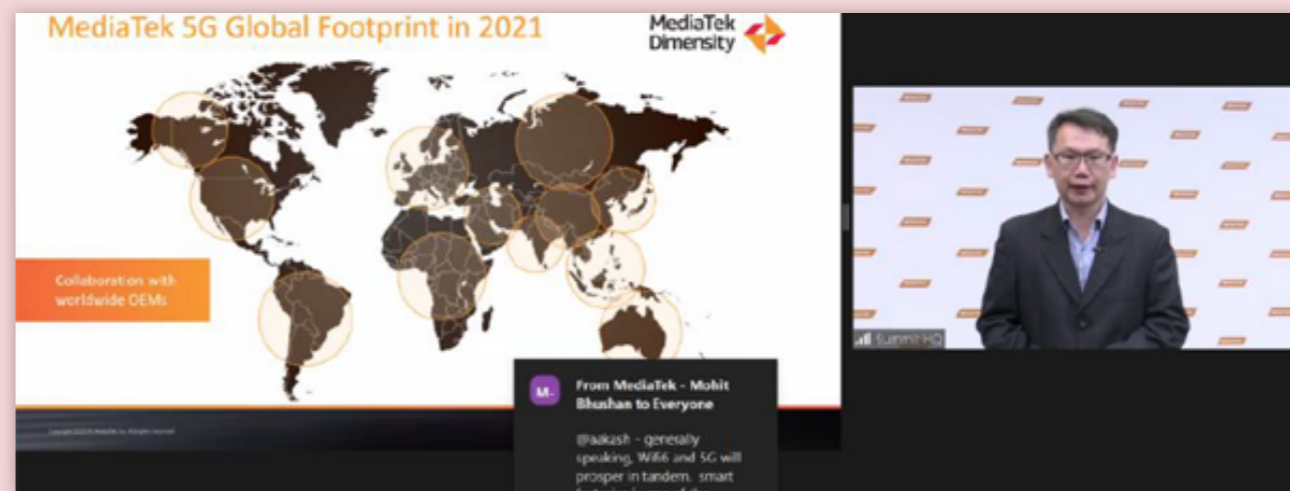 MediaTek 5G Global Footprint in 2021
MediaTek
Dimensity
Collaboration with
worldwide OEMs
Summit HQ
M-
From MediaTek - Mohit
Bhushan to Everyone
@aakash - generally
speaking, Wifi6 and 5G will
prosper in tandem. smart